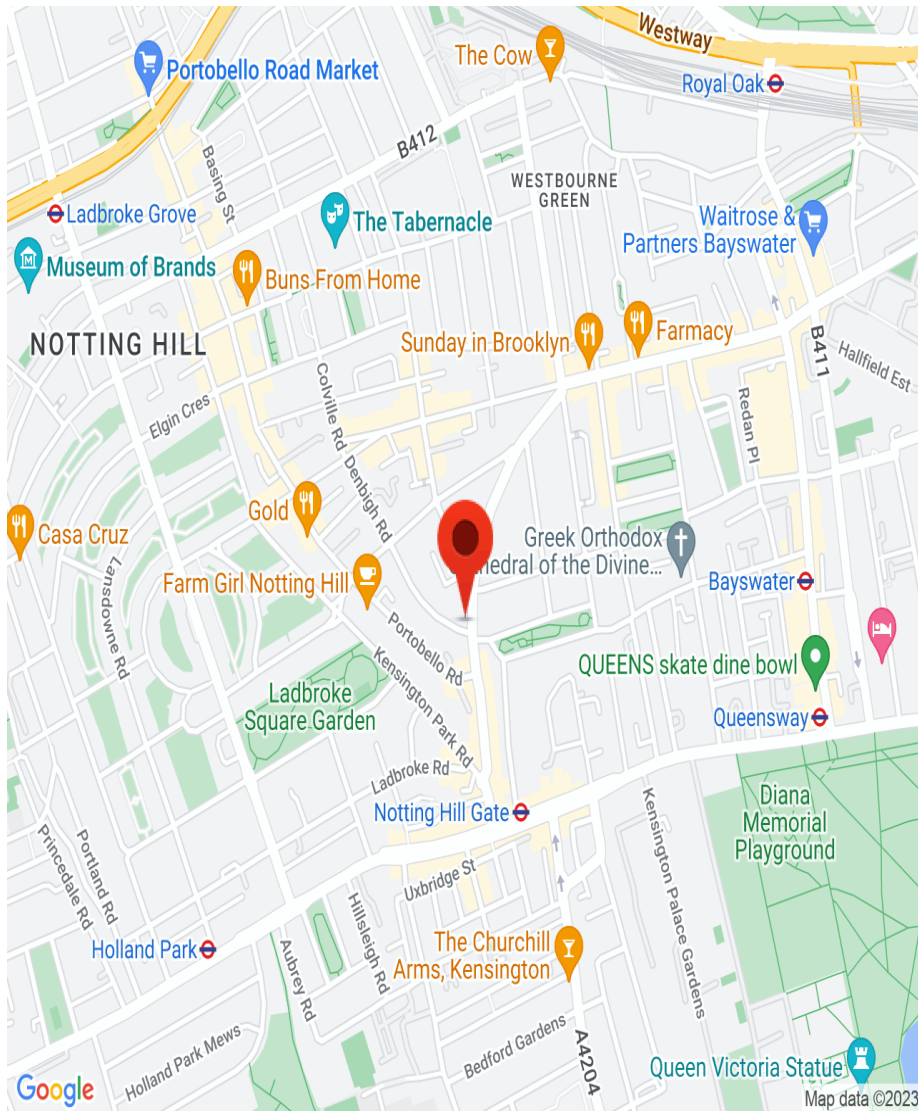 Westway
The Cow
Portobello Road Market
Royal Oak
B412
Basing St
WESTBOURNE
GREEN
Ladbroke Grove
The Tabernacle
Waitrose &
Partners Bayswater
Museum of Brands
Buns From Home
NOTTING HILL
Sunday in Brooklyn
Farmacy
B411
Hallfield Est
Colville Rd
Elgin Cres
Redan Pl
Denbigh Rd
Gold
Casa Cruz
Greek Orthodox
hedral of the Divine...
Lansdowne Rd
Farm Girl Notting Hill
Bayswater
Portobello Rd
QUEENS skate dine bowl
Kensington Park Rd
Ladbroke
Square Garden
Queensway
Ladbroke Rd
Notting Hill Gate
Kensington Palace Gardens
Diana
Memorial
Playground
Princedale Rd
Portland Rd
Uxbridge St
Hillsleigh Rd
Holland Park
Aubrey Rd
The Churchill
Arms, Kensington
Bedford Gardens
A4204
Holland Park Mews
Queen Victoria Statue
Google
Map data ©2023